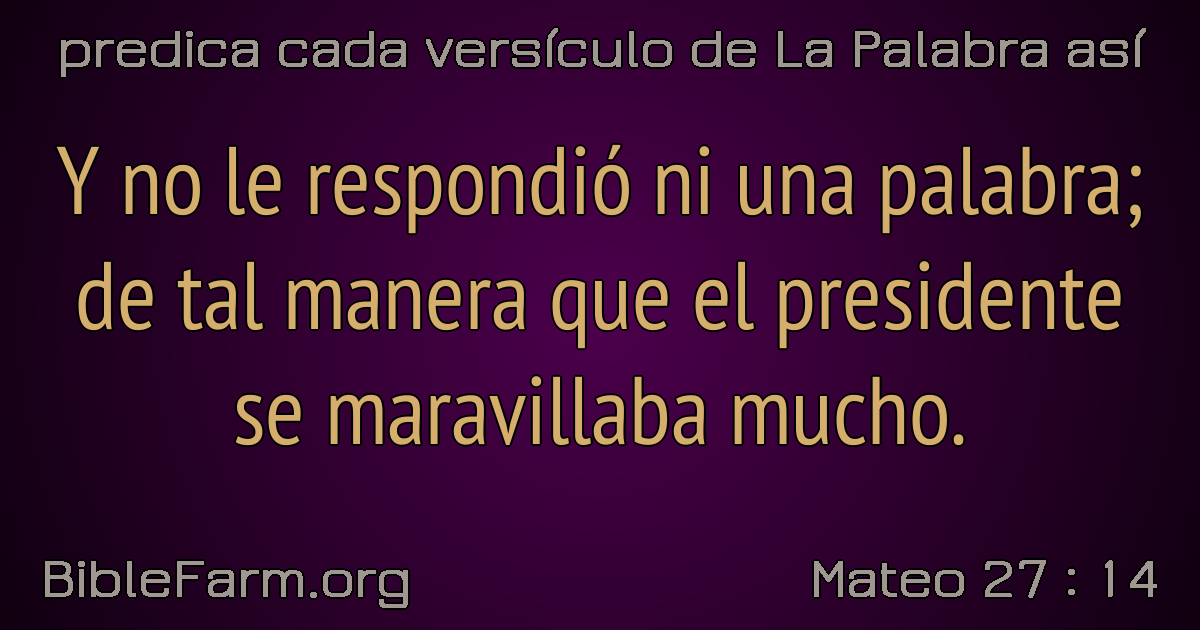 predica cada versículo de La Palabra así
Y no le respondió ni una palabra;
de tal manera que el presidente
se maravillaba mucho.
BibleFarm.org
Mateo 27 : 14